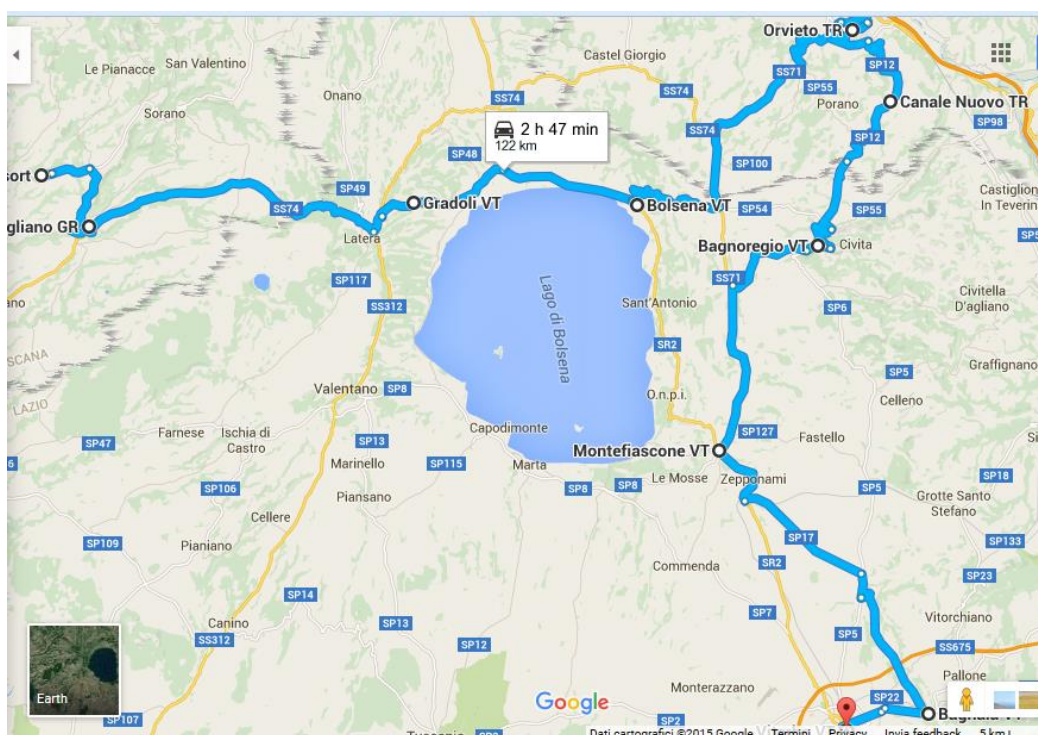 Orvieto TR
San Valentino
Le Pianacce
Castel Giorgio
SP12
SS71
SP55
Onano
SS74
SS74
Porano
Canale Nuovo TR
Sorano
2 h 47 min
122 km
SP12
SP98
SS74
SP48
SP100
sort
SP49
Castiglion
In Teverin
Gradoli VT
Bolsena VT
SP54
SP55
SS74
gliano GR
Latera
Bagnoregio VT
Civita
SP117
SS71
Civitella
D'agliano
Lago di Bolsena
Sant'Antonio
SS312
SP6
SR2
OSCANA
LAZIO
Graffignano
SP5
Valentano
SP8
O.n.p.i.
Celleno
Farnese
Ischia di
Castro
Capodimonte
SP127
SP47
SP13
Montefiascone VT
Fastello
Marinello
SP115
Marta
Le Mosse
Zepponami
SP18
SP106
Piansano
SP8
SP8
SP5
Grotte Santo
Stefano
Cellere
SP109
SP17
SP133
Pianiano
Commenda
SR2
SP23
SP14
SP7
Vitorchiano
Canino
SP13
SP5
SS312
SP12
SS675
Pallone
Earth
Monterazzano
SP22
Google
Bagnaia VT
SP107
SP2
Dati cartografici ©2015 Google
Termini
Privacy
Invia feedback
5 km